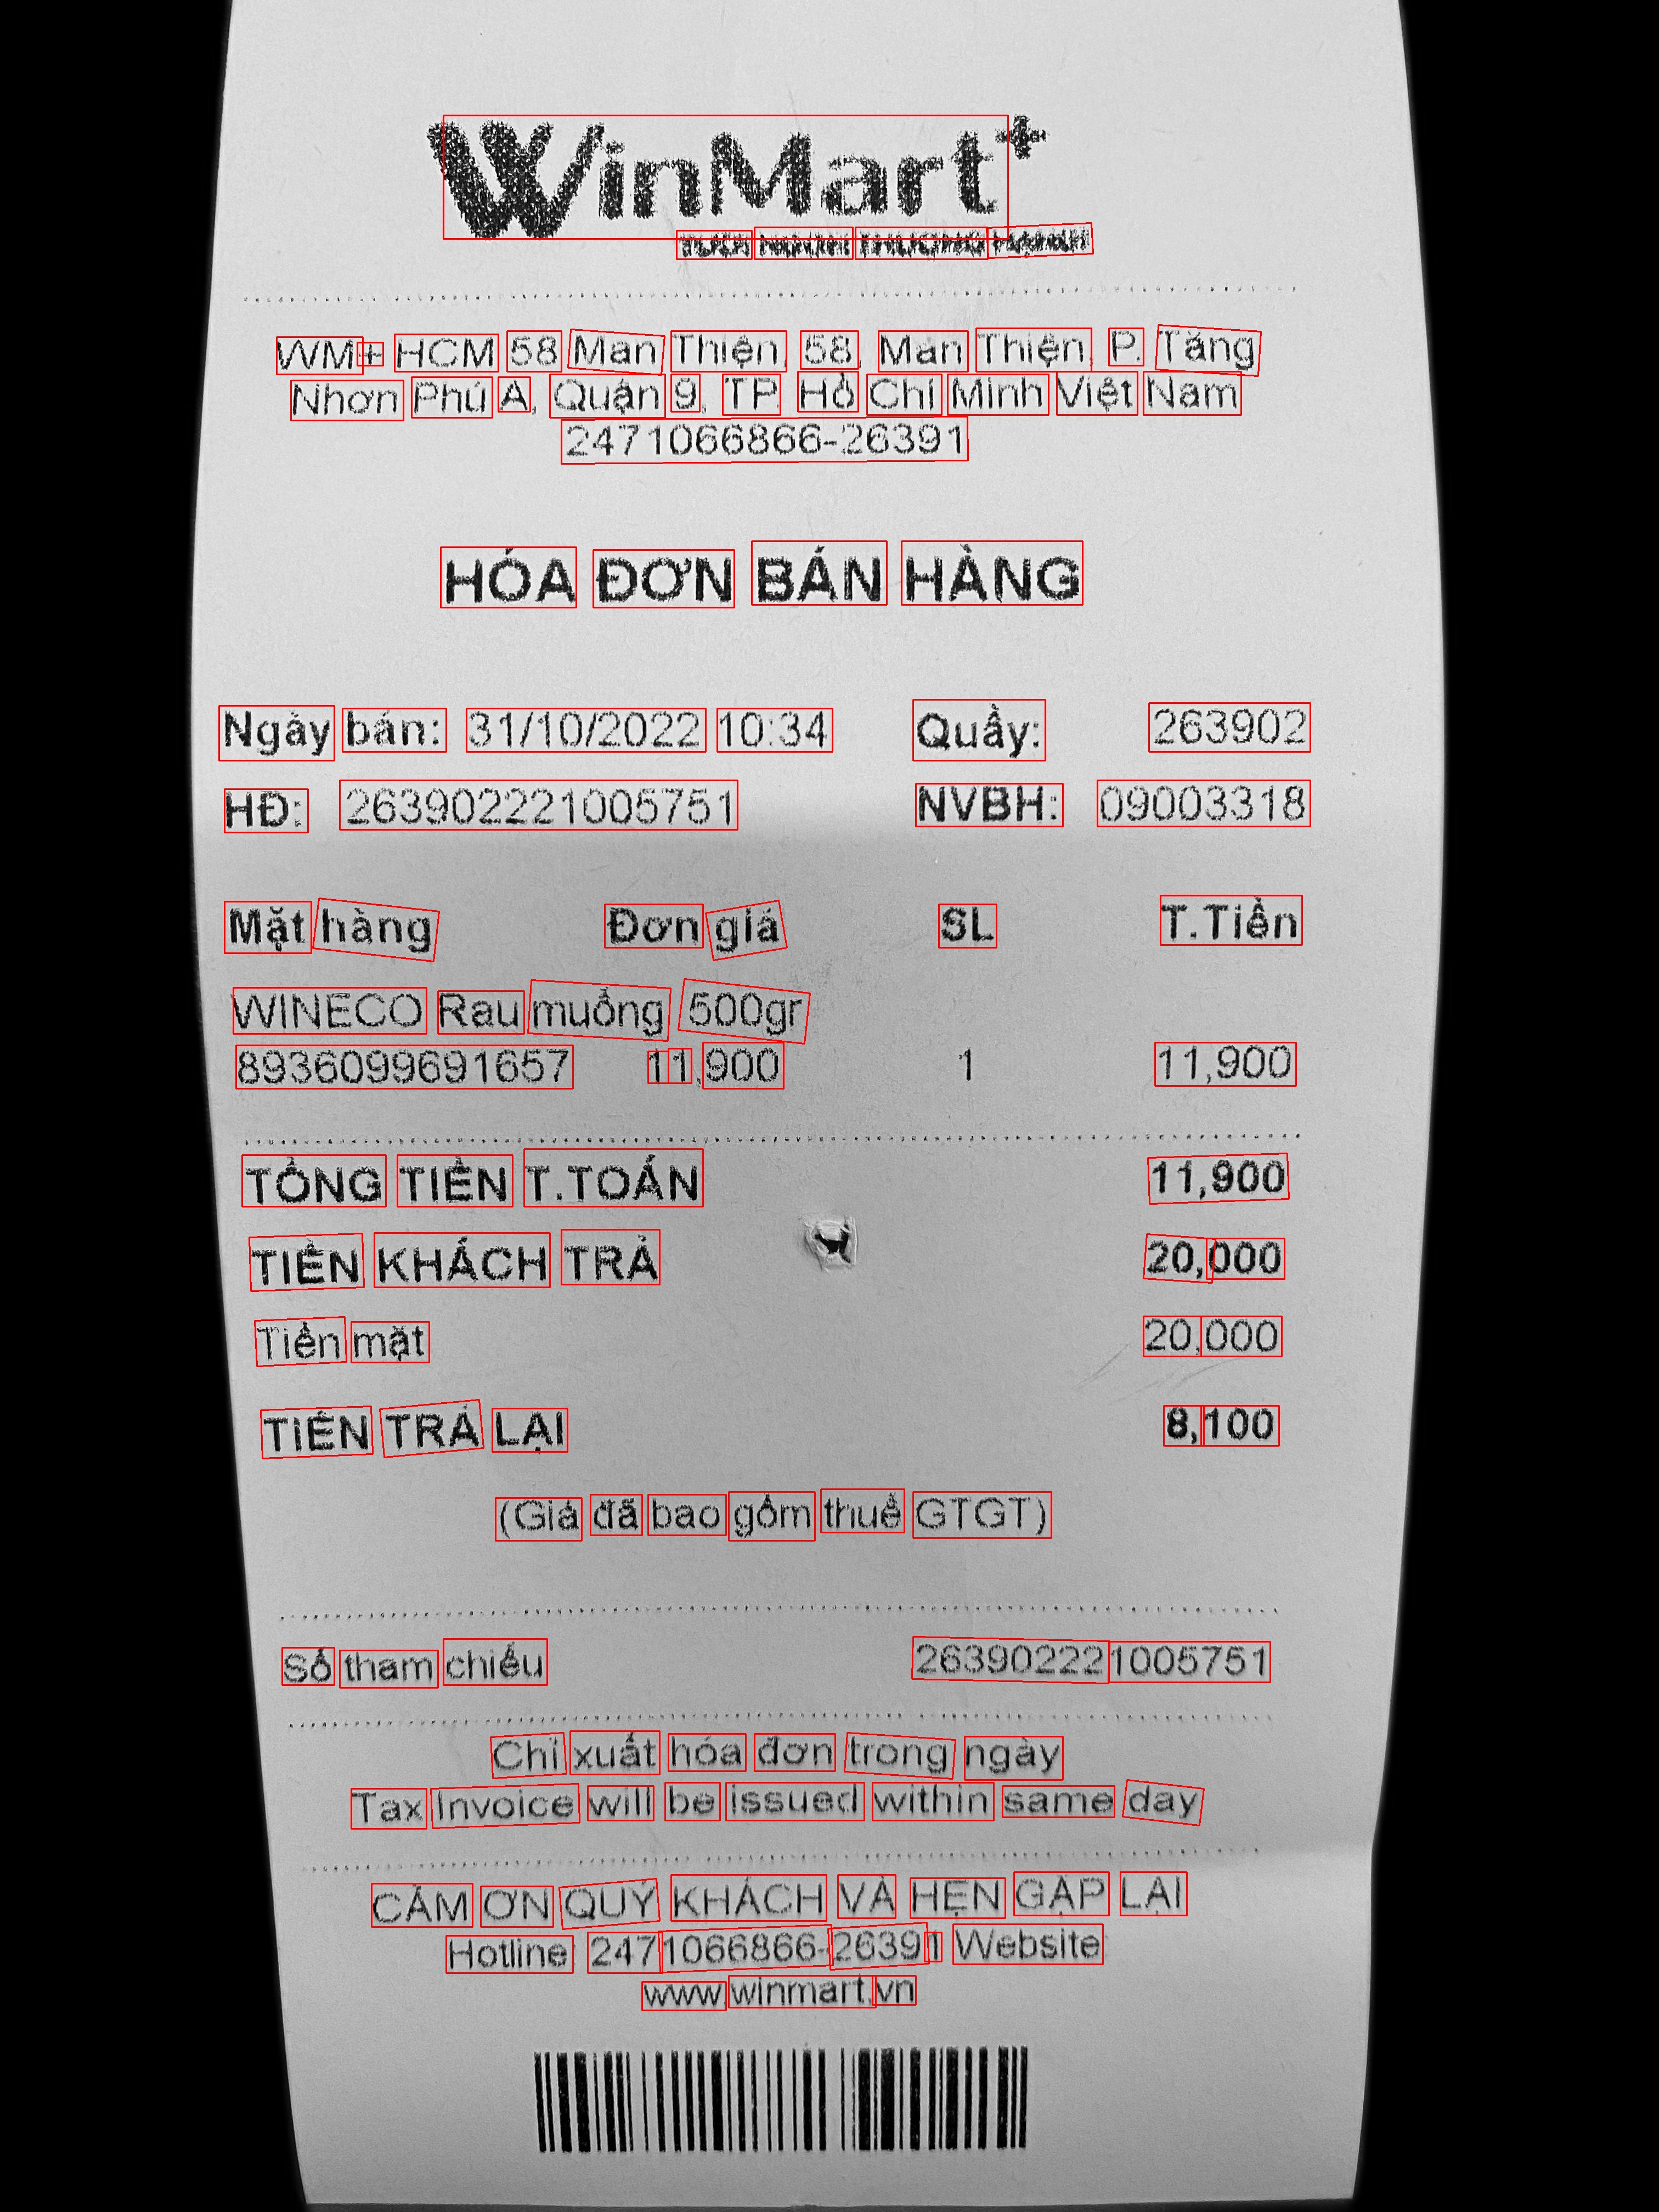 WinMart+
WM+ HCM 58 Man Thiện, 58, Man Thiện, P. Tăng
Nhơn Phú A, Quận 9, TP. Hồ Chí Minh Việt Nam
2471066866-26391
HÓA ĐƠN BÁN HÀNG
Ngày bán: 31/10/2022 10:34 Quầy: 263902
HĐ: 263902221005751 NVBH: 09003318
Mặt hàng Đơn giá SL T.Tiền
WINECO Rau muống 500gr
8936099691657 11,900 1 11,900
TỔNG TIỀN T.TOÁN 11,900
TIỀN KHÁCH TRẢ 20,000
Tiền mặt 20,000
TIỀN TRẢ LẠI 8,100
(Giá đã bao gồm thuế GTGT)
Số tham chiếu 263902221005751
Chỉ xuất hóa đơn trong ngày
Tax Invoice will be issued within same day
CẢM ƠN QUÝ KHÁCH VÀ HẸN GẶP LẠI
Hotline: 2471066866-26391 Website:
www.winmart.vn